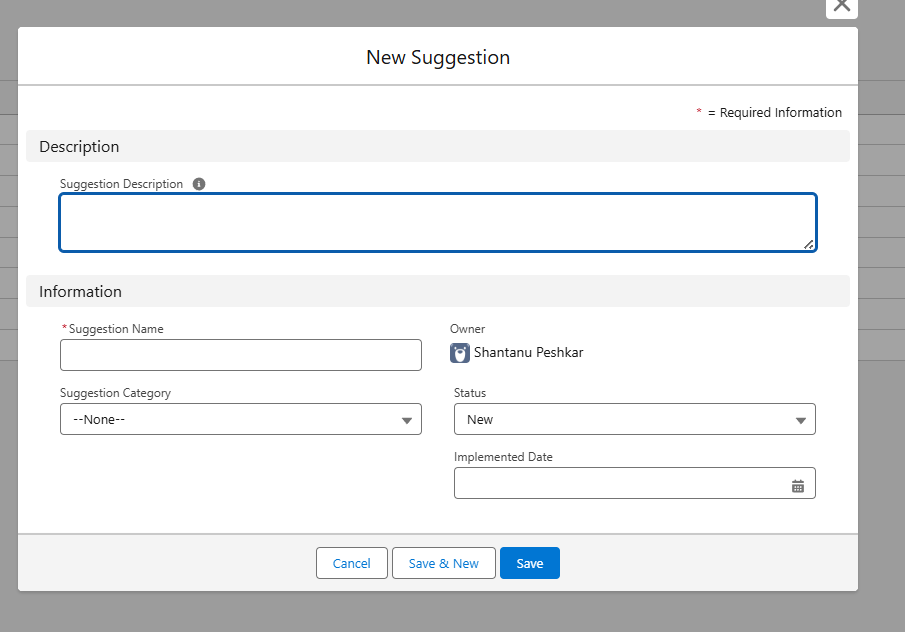 New Suggestion
* = Required Information
Description
Suggestion Description
Information
*Suggestion Name
Owner
Shantanu Peshkar
Suggestion Category
Status
--None--
New
Implemented Date
Cancel
Save & New
Save